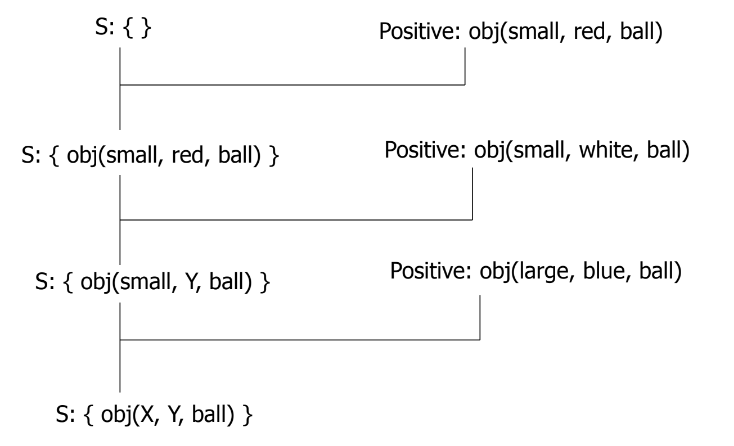 S: { }
Positive: obj(small, red, ball)
S: { obj(small, red, ball) }
Positive: obj(small, white, ball)
S: { obj(small, Y, ball) }
Positive: obj(large, blue, ball)
S: { obj(X, Y, ball) }